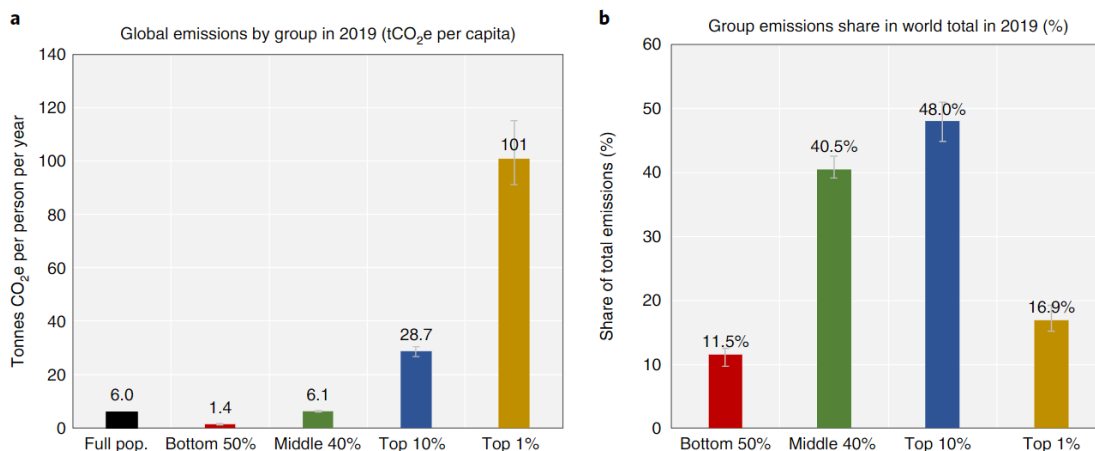 a
Global emissions by group in 2019 (tCO₂e per capita)
Tonnes CO₂e per person per year
140
120
100
80
60
40
20
0
6.0
1.4
6.1
28.7
101
Full pop.
Bottom 50%
Middle 40%
Top 10%
Top 1%
b
Group emissions share in world total in 2019 (%)
Share of total emissions (%)
60
50
40
30
20
10
0
11.5%
40.5%
48.0%
16.9%
Bottom 50%
Middle 40%
Top 10%
Top 1%